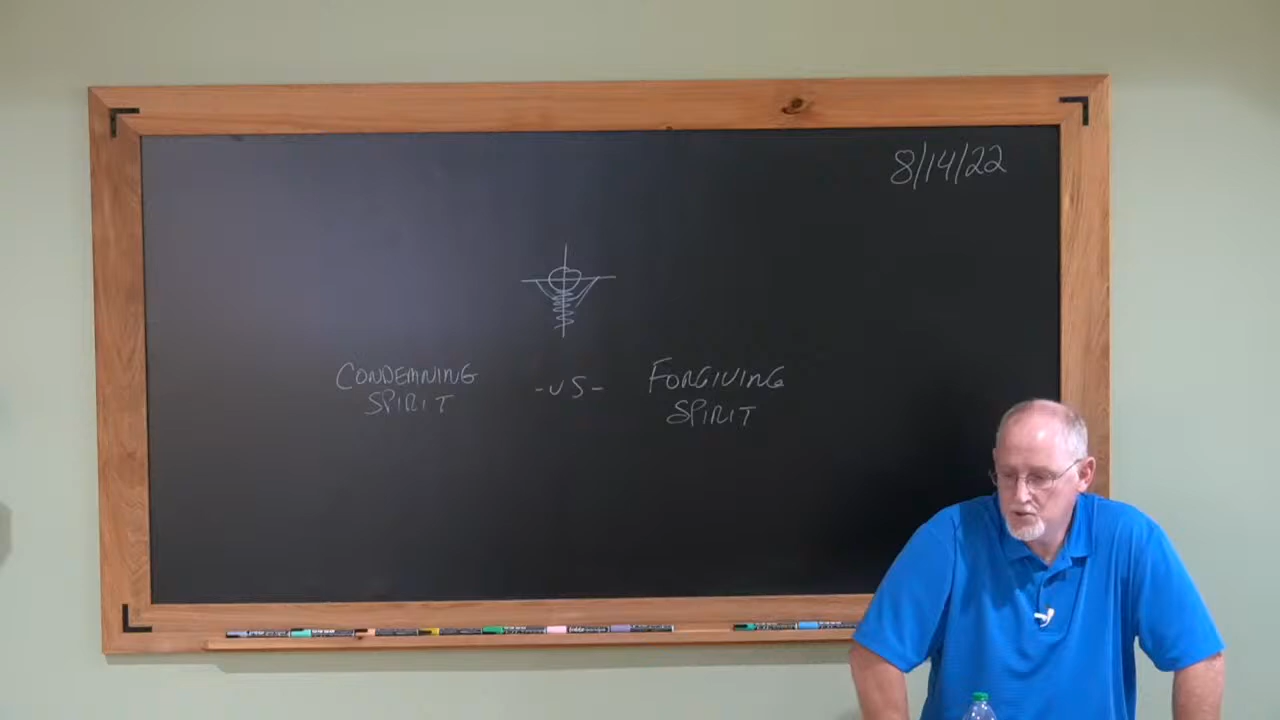 8/14/22
CONDEMNING
SPIRIT
-VS-
FORGIVING
SPIRIT